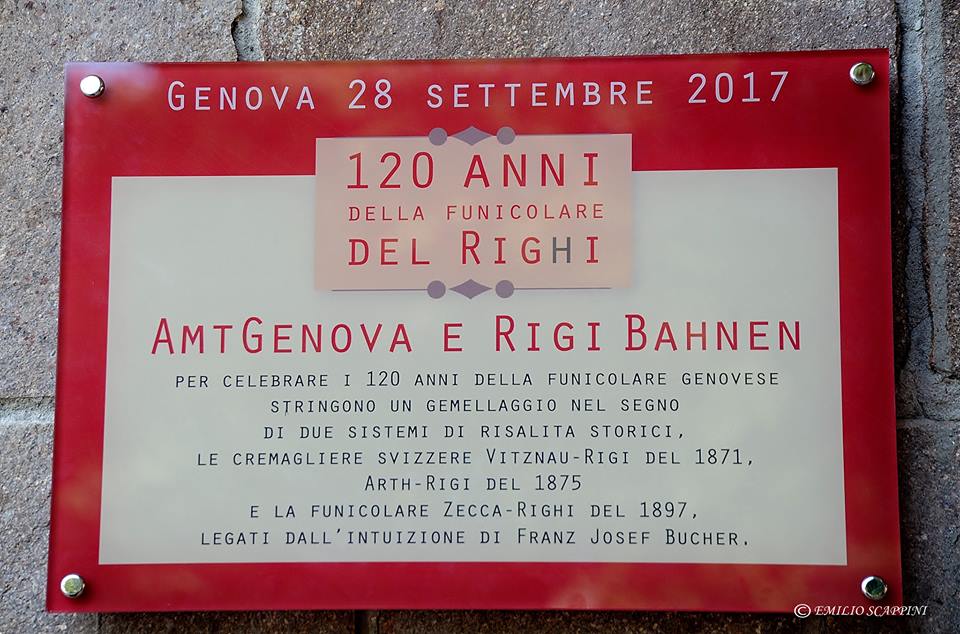 GENOVA 28 SETTEMBRE 2017
120 ANNI
DELLA FUNICOLARE
DEL RIGHI
AMTGENOVA E RIGI BAHNEN
PER CELEBRARE I 120 ANNI DELLA FUNICOLARE GENOVESE
STRINGONO UN GEMELLAGGIO NEL SEGNO
DI DUE SISTEMI DI RISALITA STORICI,
LE CREMAGLIERE SVIZZERE VITZNAU-RIGI DEL 1871,
ARTH-RIGI DEL 1875
E LA FUNICOLARE ZECCA-RIGHI DEL 1897,
LEGATI DALL'INTUIZIONE DI FRANZ JOSEF BUCHER.
© EMILIO SCAPPINI